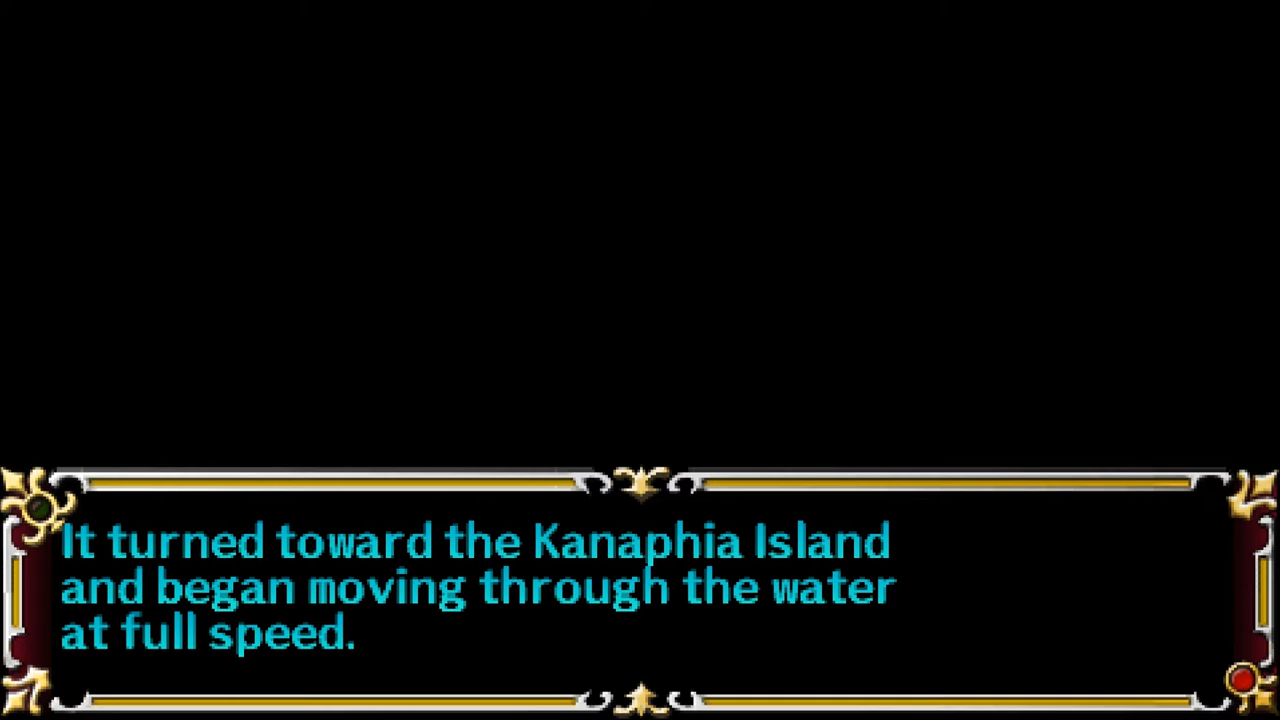 It turned toward the Kanaphia Island
and began moving through the water
at full speed.